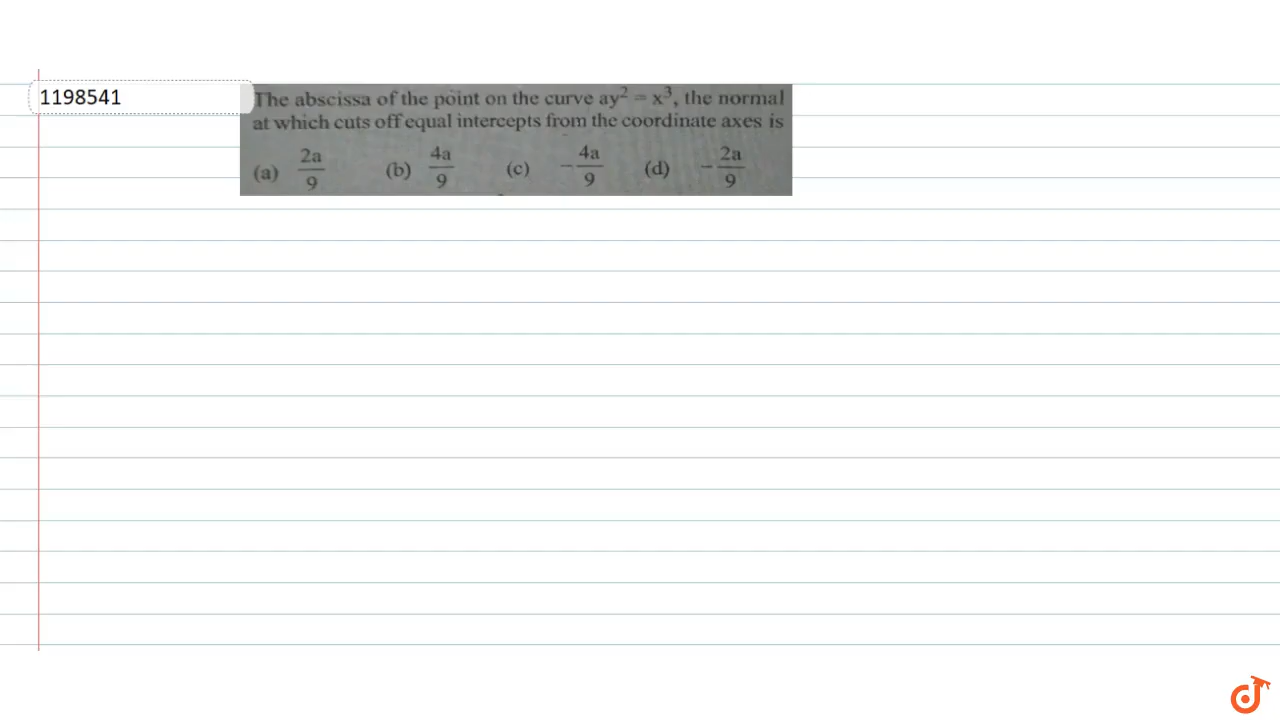 1198541
The abscissa of the point on the curve ay² = x³, the normal
at which cuts off equal intercepts from the coordinate axes is
(a) 2a/9 (b) 4a/9 (c) −4a/9 (d) −2a/9